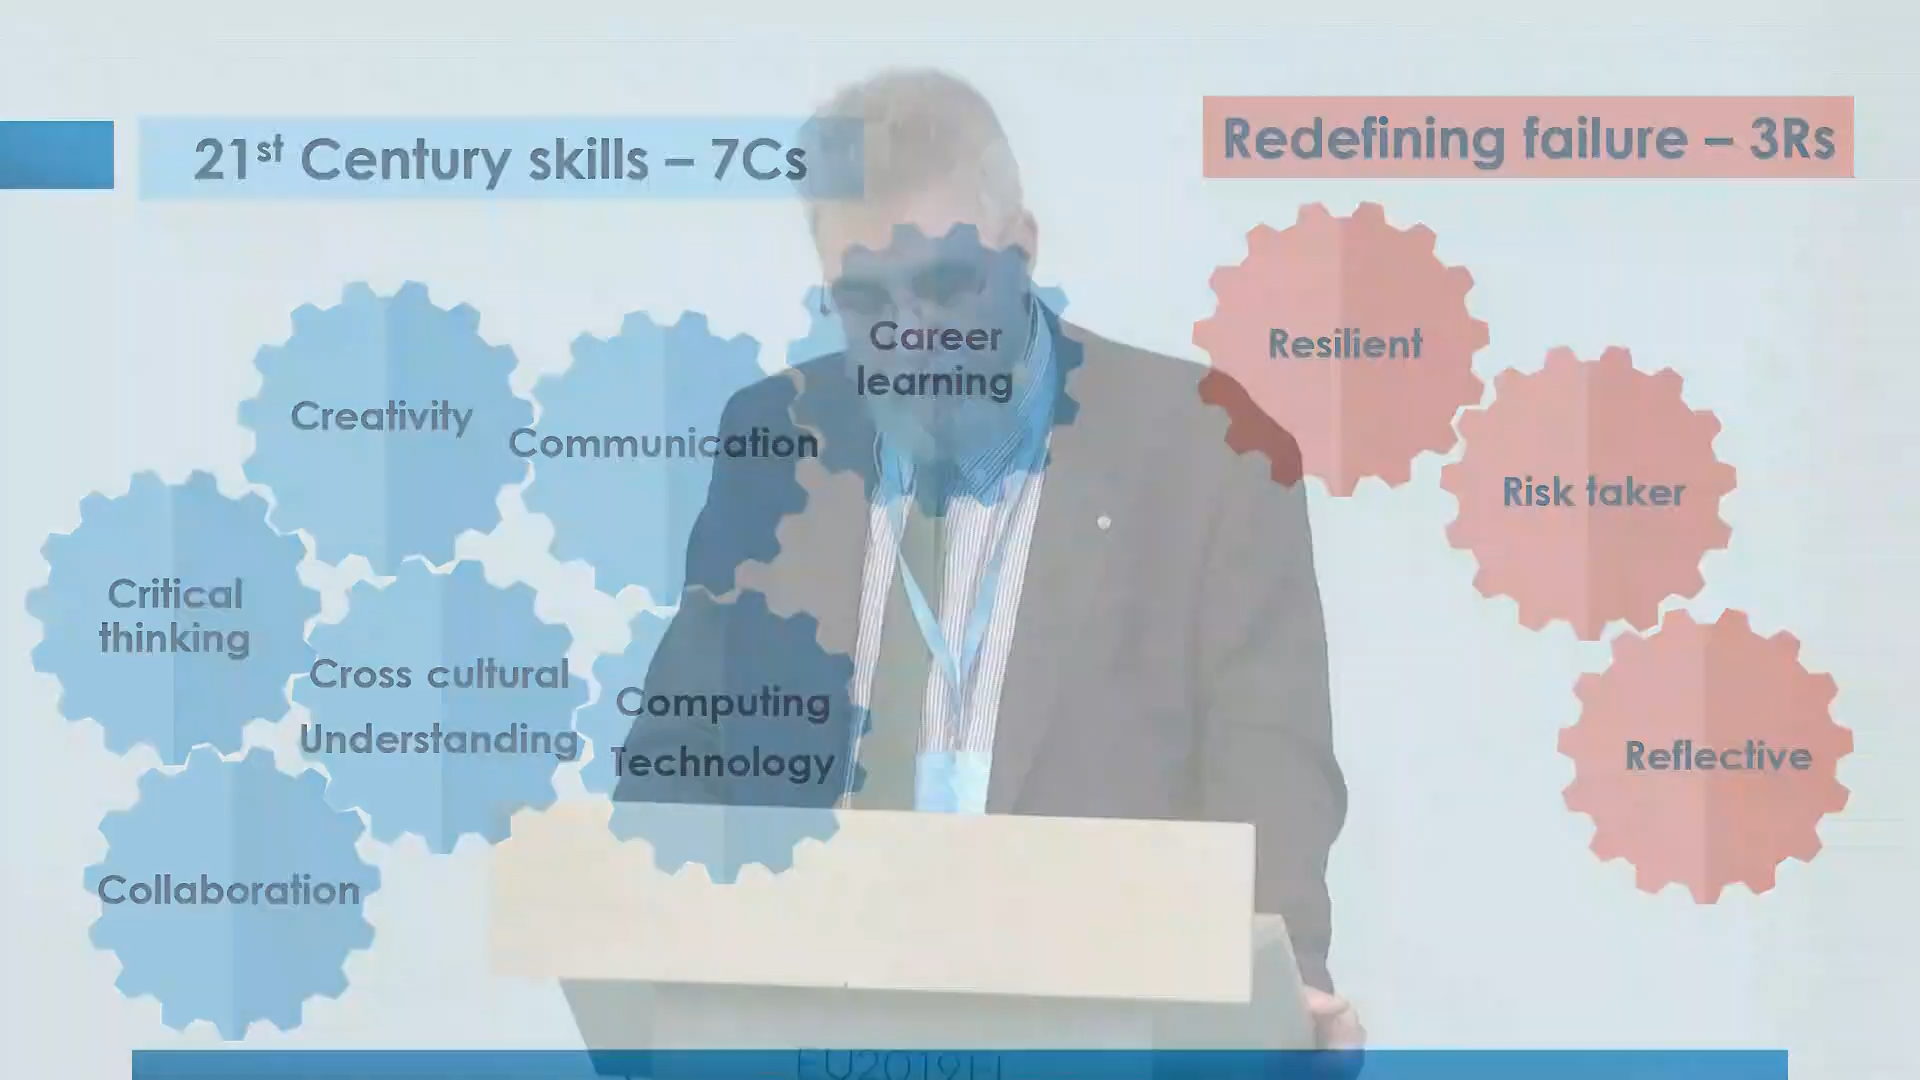 21st Century skills – 7Cs
Redefining failure – 3Rs
Career
learning
Resilient
Creativity
Communication
Risk taker
Critical
thinking
Cross cultural
Understanding
Computing
Technology
Reflective
Collaboration